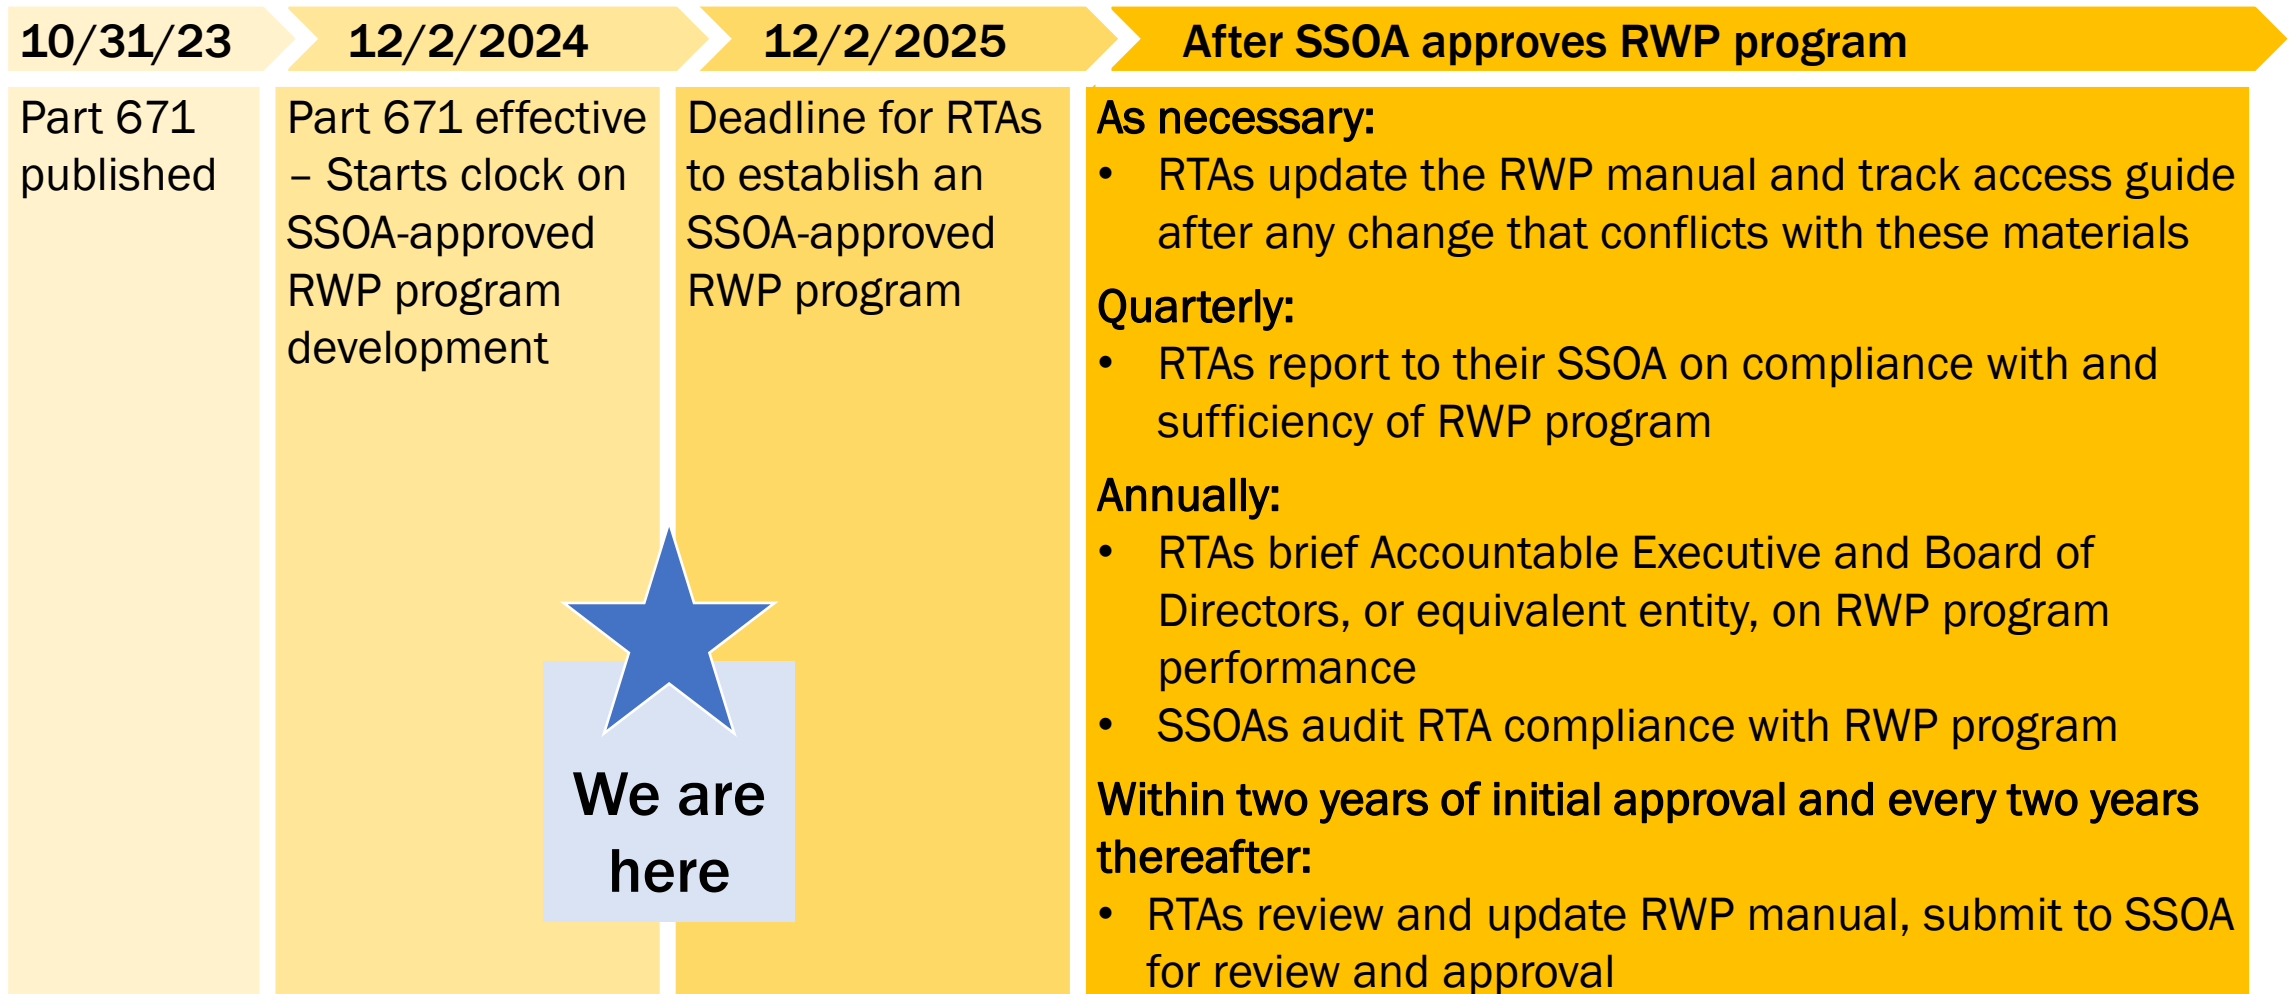 10/31/23
12/2/2024
12/2/2025
After SSOA approves RWP program
Part 671
published
Part 671 effective
– Starts clock on
SSOA-approved
RWP program
development
Deadline for RTAs
to establish an
SSOA-approved
RWP program
We are
here
As necessary:
• RTAs update the RWP manual and track access guide
after any change that conflicts with these materials
Quarterly:
• RTAs report to their SSOA on compliance with and
sufficiency of RWP program
Annually:
• RTAs brief Accountable Executive and Board of
Directors, or equivalent entity, on RWP program
performance
• SSOAs audit RTA compliance with RWP program
Within two years of initial approval and every two years
thereafter:
• RTAs review and update RWP manual, submit to SSOA
for review and approval